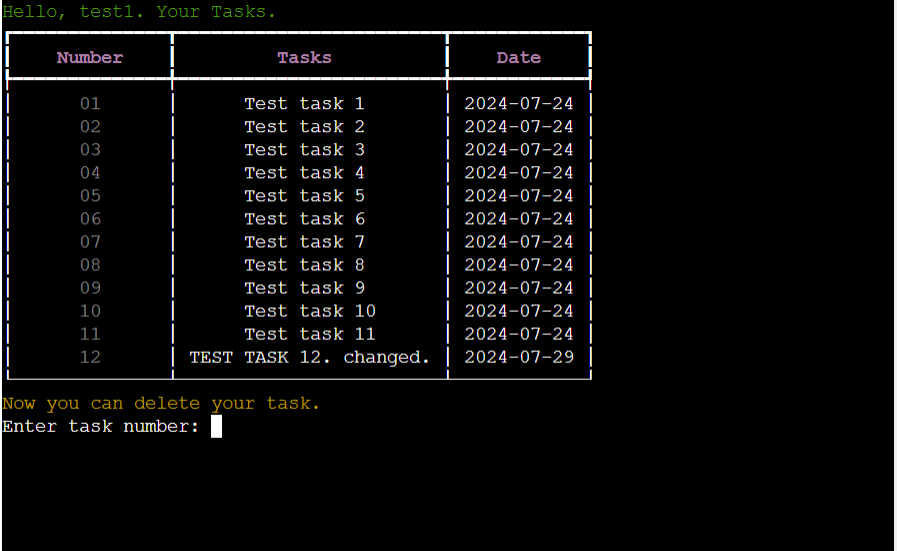 Hello, test1. Your Tasks.
Number Tasks Date
01 Test task 1 2024-07-24
02 Test task 2 2024-07-24
03 Test task 3 2024-07-24
04 Test task 4 2024-07-24
05 Test task 5 2024-07-24
06 Test task 6 2024-07-24
07 Test task 7 2024-07-24
08 Test task 8 2024-07-24
09 Test task 9 2024-07-24
10 Test task 10 2024-07-24
11 Test task 11 2024-07-24
12 TEST TASK 12. changed. 2024-07-29
Now you can delete your task.
Enter task number: